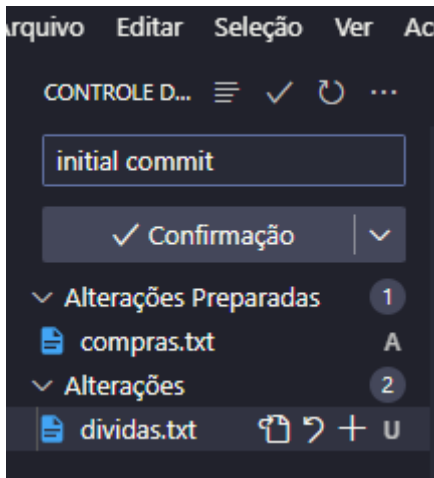 Arquivo Editar Seleção Ver Ac
CONTROLE D...
initial commit
Confirmação
Alterações Preparadas 1
compras.txt A
Alterações 2
dividas.txt U